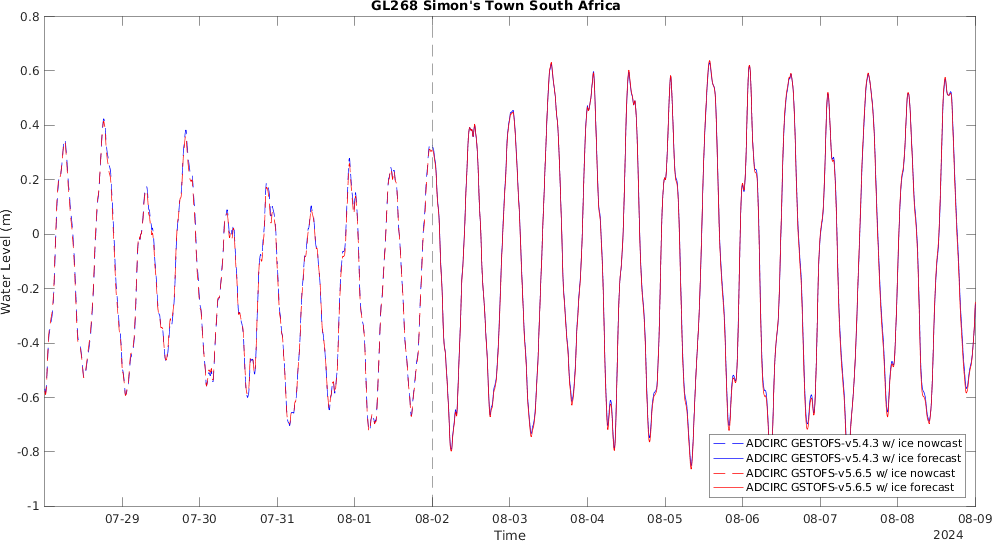 GL268 Simon's Town South Africa
0.8
0.6
0.4
0.2
0
-0.2
-0.4
-0.6
-0.8
-1
Water Level (m)
ADCIRC GESTOFS-v5.4.3 w/ ice nowcast
ADCIRC GESTOFS-v5.4.3 w/ ice forecast
ADCIRC GSTOFS-v5.6.5 w/ ice nowcast
ADCIRC GSTOFS-v5.6.5 w/ ice forecast
07-29 07-30 07-31 08-01 08-02 08-03 08-04 08-05 08-06 08-07 08-08 08-09
Time
2024